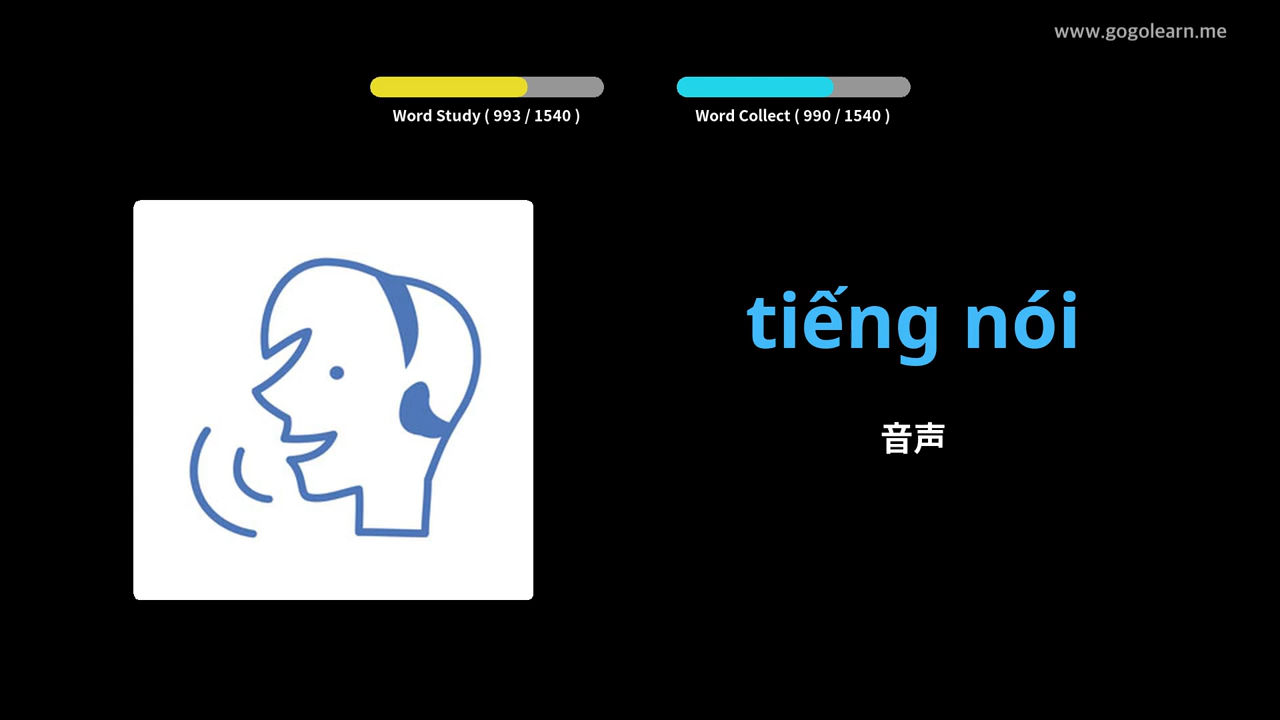 www.gogolearn.me
Word Study ( 993 / 1540 )
Word Collect ( 990 / 1540 )
tiếng nói
音声